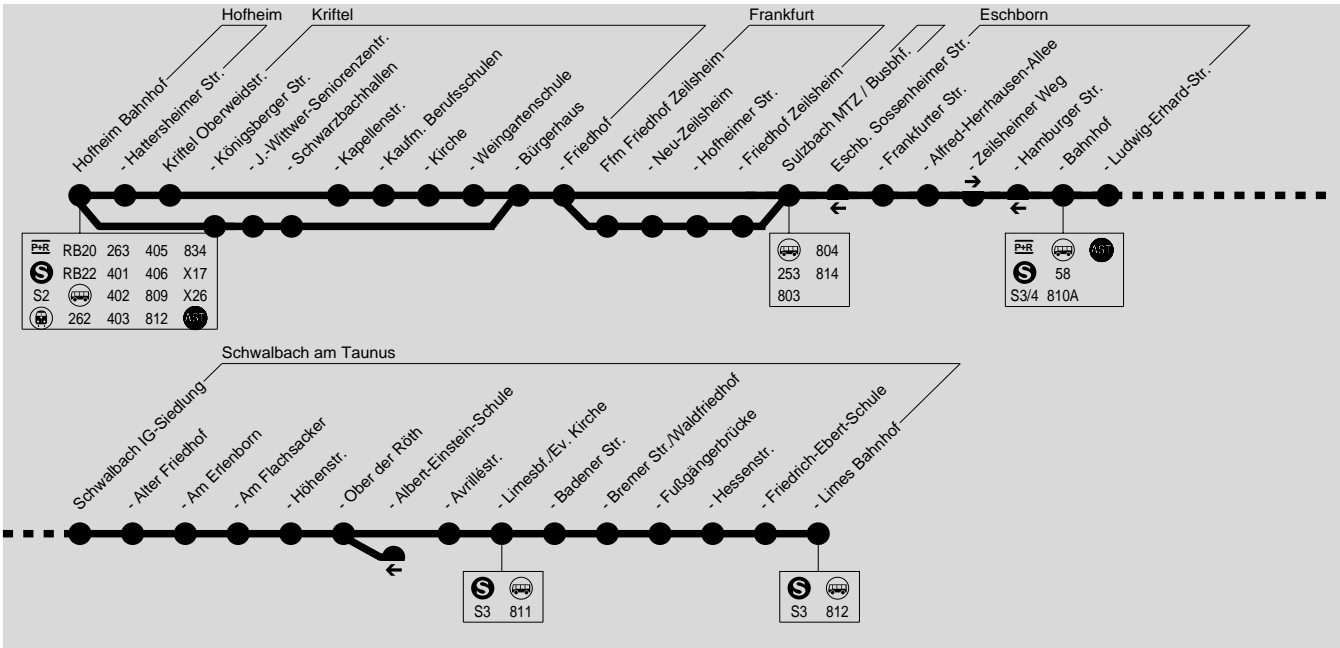 Hofheim
Kriftel
Frankfurt
Eschborn
Hofheim Bahnhof
- Hattersheimer Str.
Kriftel Oberweidstr.
- Königsberger Str.
- J.-Wittwer-Seniorenzentr.
- Schwarzbachhallen
- Kapellenstr.
- Kaufm. Berufsschulen
- Kirche
- Weingartenschule
- Bürgerhaus
- Friedhof
Ffm Friedhof Zeilsheim
- Neu-Zeilsheim
- Hofheimer Str.
- Friedhof Zeilsheim
Sulzbach MTZ / Busbhf.
Eschb. Sossenheimer Str.
- Frankfurter Str.
- Alfred-Herrhausen-Allee
- Zeilsheimer Weg
- Hamburger Str.
- Bahnhof
- Ludwig-Erhard-Str.
P+R RB20 263 405 834
S RB22 401 406 X17
S2 402 809 X26
262 403 812 AST
804
253 814
803
P+R AST
S 58
S3/4 810A
Schwalbach am Taunus
Schwalbach IG-Siedlung
- Alter Friedhof
- Am Erlenborn
- Am Flachsacker
- Höhenstr.
- Ober der Röth
- Albert-Einstein-Schule
- Avrilléstr.
- Limesbf./Ev. Kirche
- Badener Str.
- Bremer Str./Waldfriedhof
- Fußgängerbrücke
- Hessenstr.
- Friedrich-Ebert-Schule
- Limes Bahnhof
S
S3 811
S
S3 812